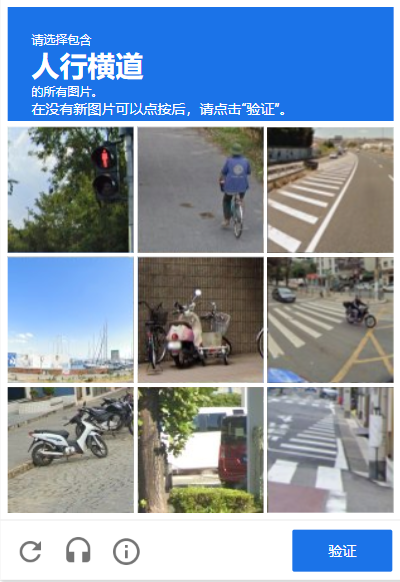 请选择包含
人行横道
的所有图片。
在没有新图片可以点按后，请点击“验证”。
验证